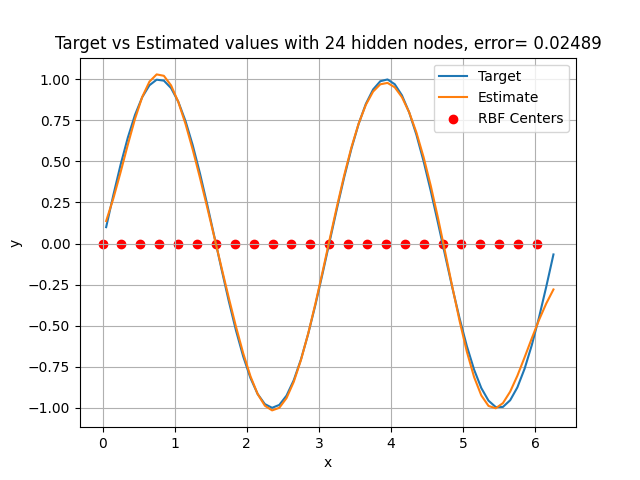 Target vs Estimated values with 24 hidden nodes, error= 0.02489
Target
Estimate
RBF Centers
1.00
0.75
0.50
0.25
0.00
−0.25
−0.50
−0.75
−1.00
y
0 1 2 3 4 5 6
x